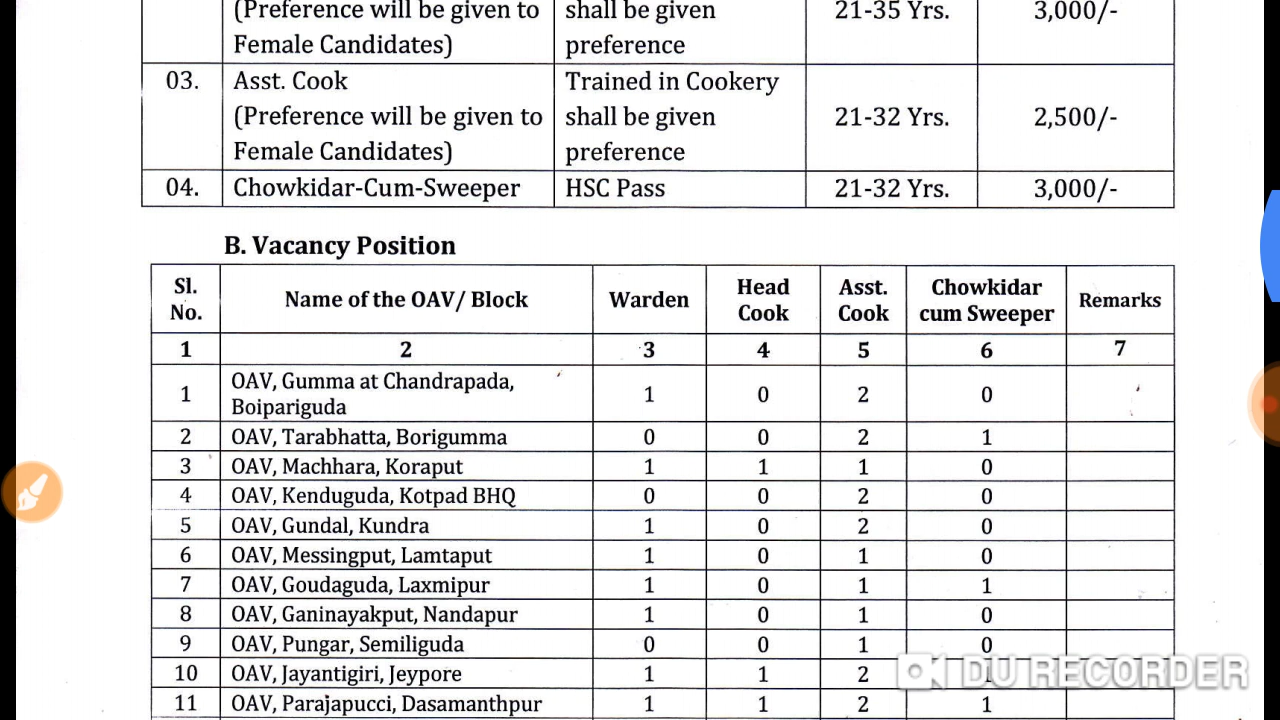 (Preference will be given to shall be given 21-35 Yrs. 3,000/-
Female Candidates) preference
03. Asst. Cook Trained in Cookery
(Preference will be given to shall be given 21-32 Yrs. 2,500/-
Female Candidates) preference
04. Chowkidar-Cum-Sweeper HSC Pass 21-32 Yrs. 3,000/-
B. Vacancy Position
Sl. No. Name of the OAV/ Block Warden Head Cook Asst. Cook Chowkidar cum Sweeper Remarks
1 2 3 4 5 6 7
1 OAV, Gumma at Chandrapada, Boipariguda 1 0 2 0
2 OAV, Tarabhatta, Borigumma 0 0 2 1
3 OAV, Machhara, Koraput 1 1 1 0
4 OAV, Kenduguda, Kotpad BHQ 0 0 2 0
5 OAV, Gundal, Kundra 1 0 2 0
6 OAV, Messingput, Lamtaput 1 0 1 0
7 OAV, Goudaguda, Laxmipur 1 0 1 1
8 OAV, Ganinayakput, Nandapur 1 0 1 0
9 OAV, Pungar, Semiliguda 0 0 1 0
10 OAV, Jayantigiri, Jeypore 1 1 2
11 OAV, Parajapucci, Dasamanthpur 1 1 2 1
DU RECORDER